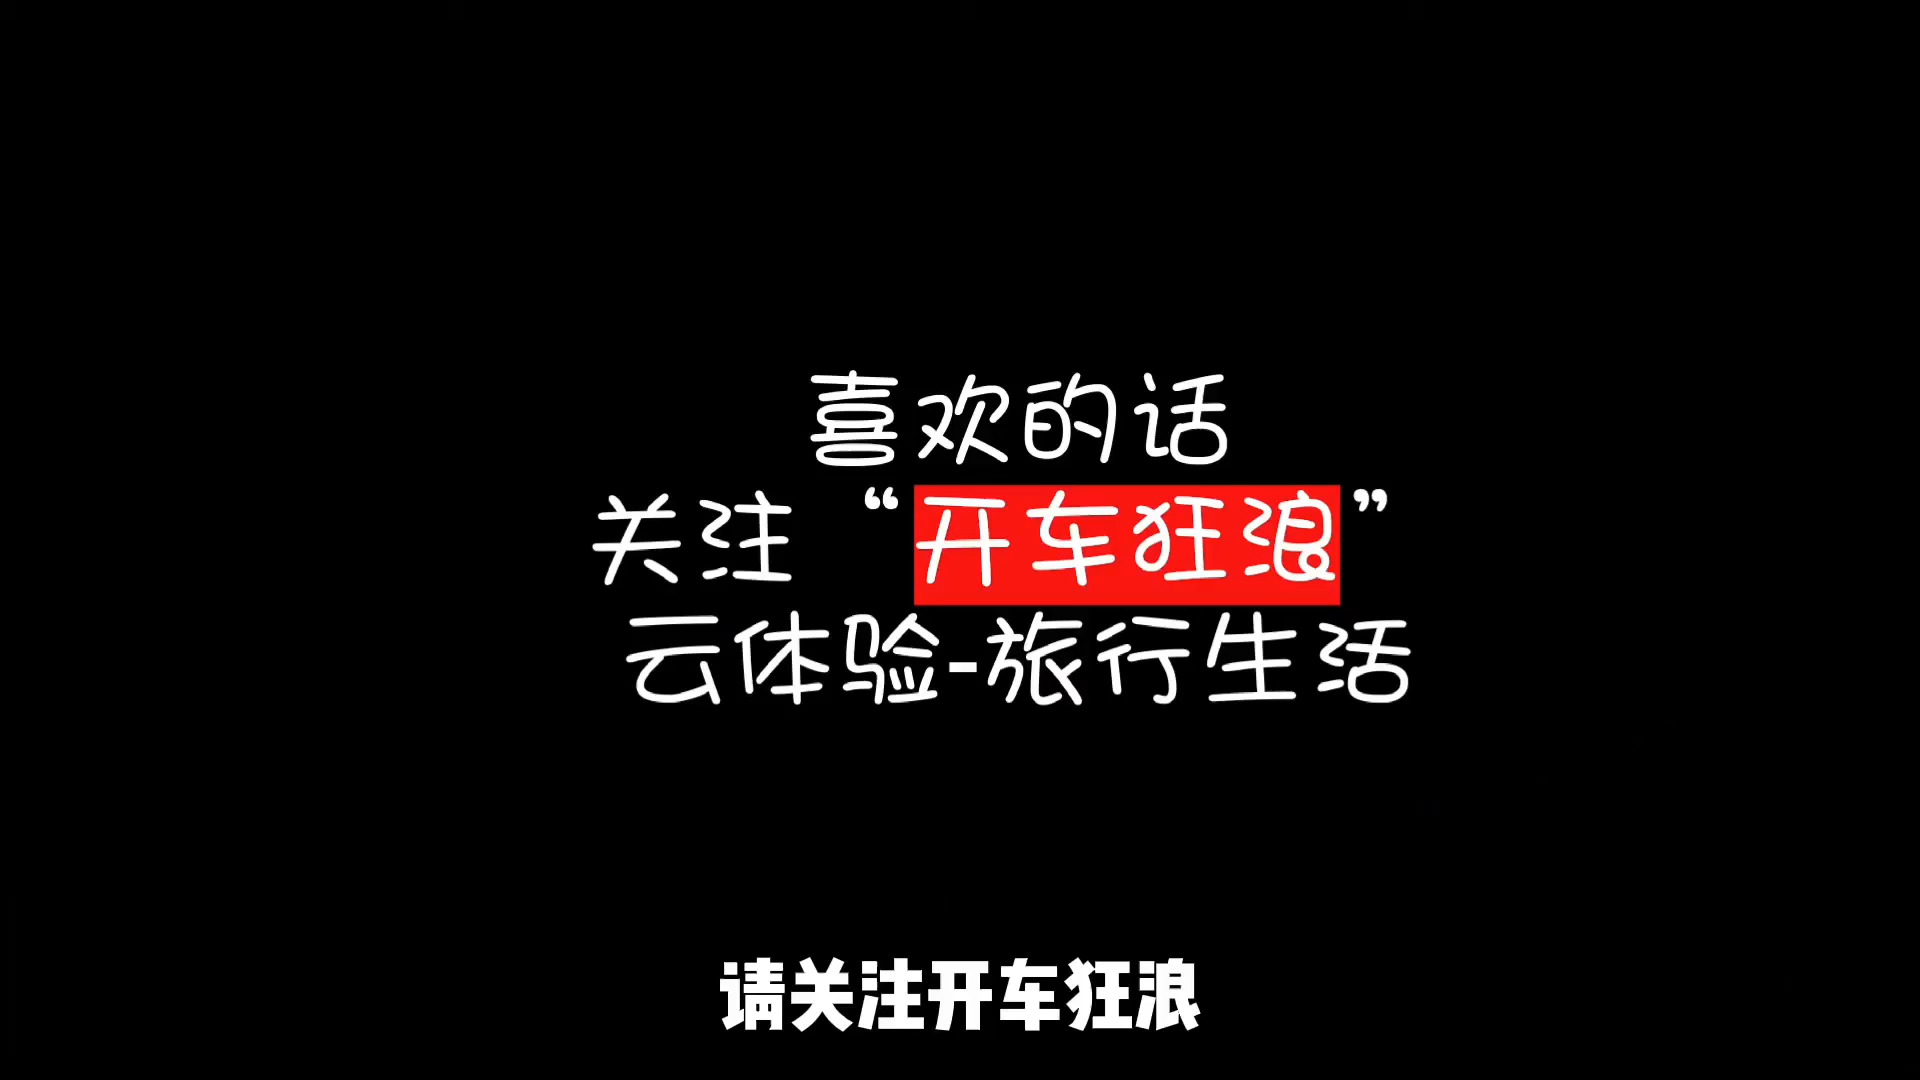 喜欢的话
关注“开车狂浪”
云体验-旅行生活
请关注开车狂浪